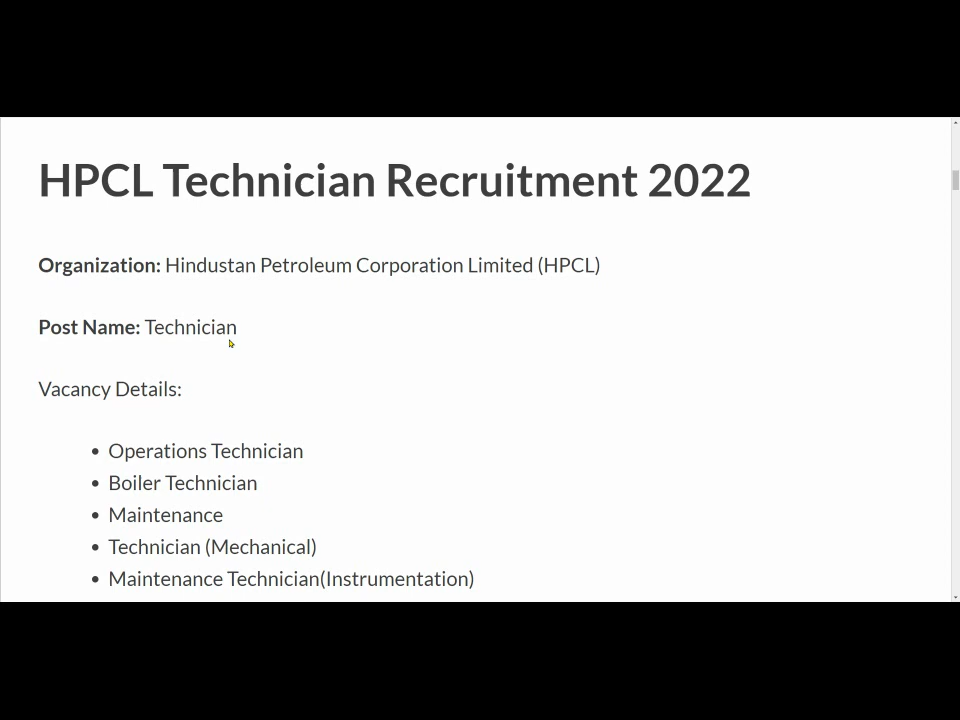 HPCL Technician Recruitment 2022
Organization: Hindustan Petroleum Corporation Limited (HPCL)
Post Name: Technician
Vacancy Details:
• Operations Technician
• Boiler Technician
• Maintenance
• Technician (Mechanical)
• Maintenance Technician(Instrumentation)